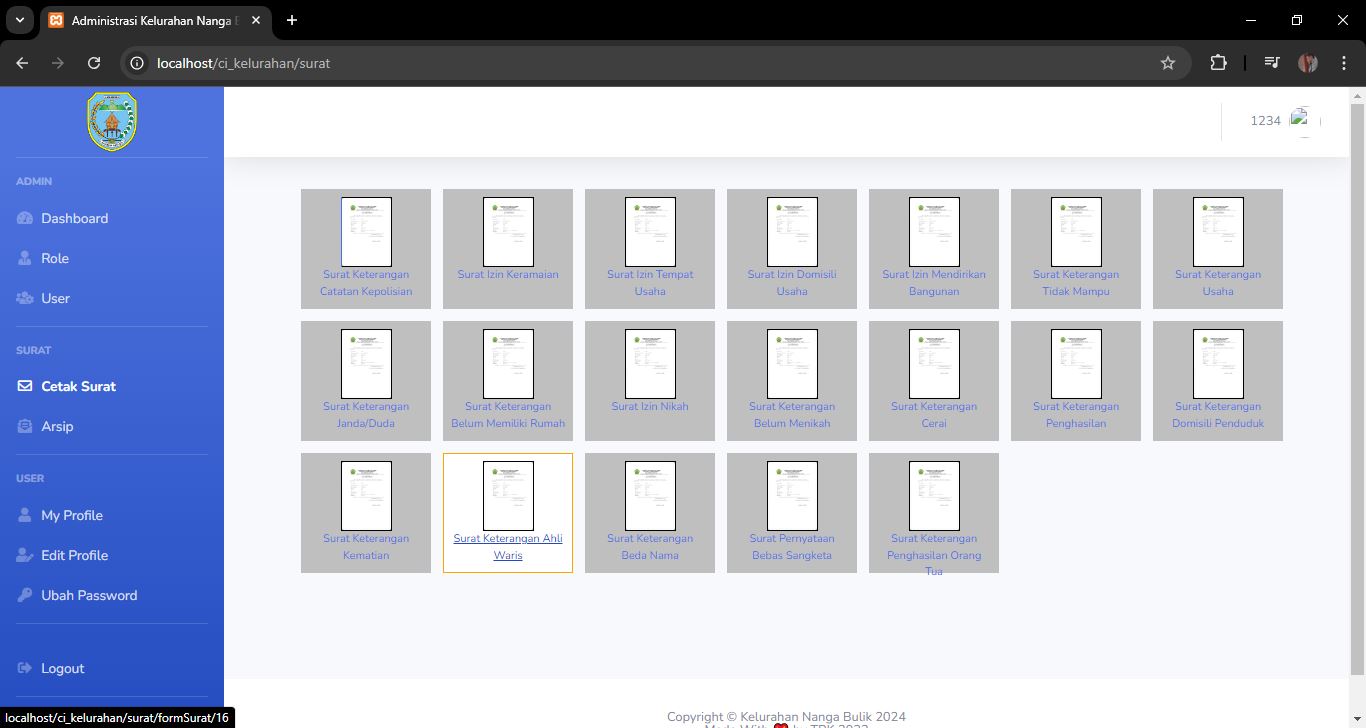 Administrasi Kelurahan Nanga B
localhost/ci_kelurahan/surat
1234
ADMIN
Dashboard
Role
User
SURAT
Cetak Surat
Arsip
USER
My Profile
Edit Profile
Ubah Password
Logout
Surat Keterangan
Catatan Kepolisian
Surat Izin Keramaian
Surat Izin Tempat
Usaha
Surat Izin Domisili
Usaha
Surat Izin Mendirikan
Bangunan
Surat Keterangan
Tidak Mampu
Surat Keterangan
Usaha
Surat Keterangan
Janda/Duda
Surat Keterangan
Belum Memiliki Rumah
Surat Izin Nikah
Surat Keterangan
Belum Menikah
Surat Keterangan
Cerai
Surat Keterangan
Penghasilan
Surat Keterangan
Domisili Penduduk
Surat Keterangan
Kematian
Surat Keterangan Ahli
Waris
Surat Keterangan
Beda Nama
Surat Pernyataan
Bebas Sangketa
Surat Keterangan
Penghasilan Orang
Tua
Copyright © Kelurahan Nanga Bulik 2024
Made With ❤ by TRK 2023
localhost/ci_kelurahan/surat/formSurat/16